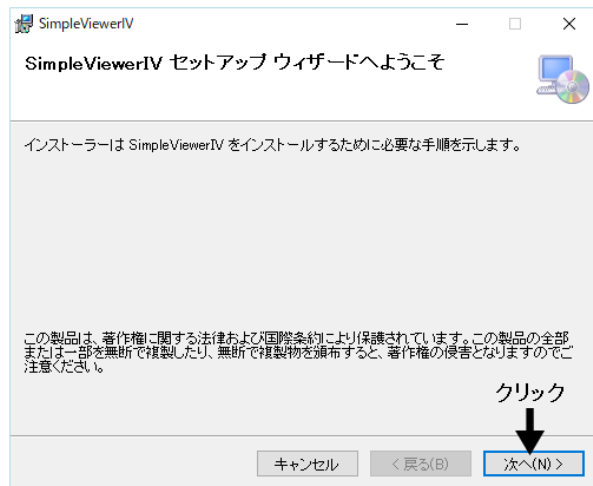 SimpleViewerIV
SimpleViewerIV セットアップ ウィザードへようこそ
インストーラーは SimpleViewerIV をインストールするために必要な手順を示します。
この製品は、著作権に関する法律および国際条約により保護されています。この製品の全部
または一部を無断で複製したり、無断で複製物を頒布すると、著作権の侵害となりますのでご
注意ください。
クリック
キャンセル < 戻る(B) 次へ(N) >